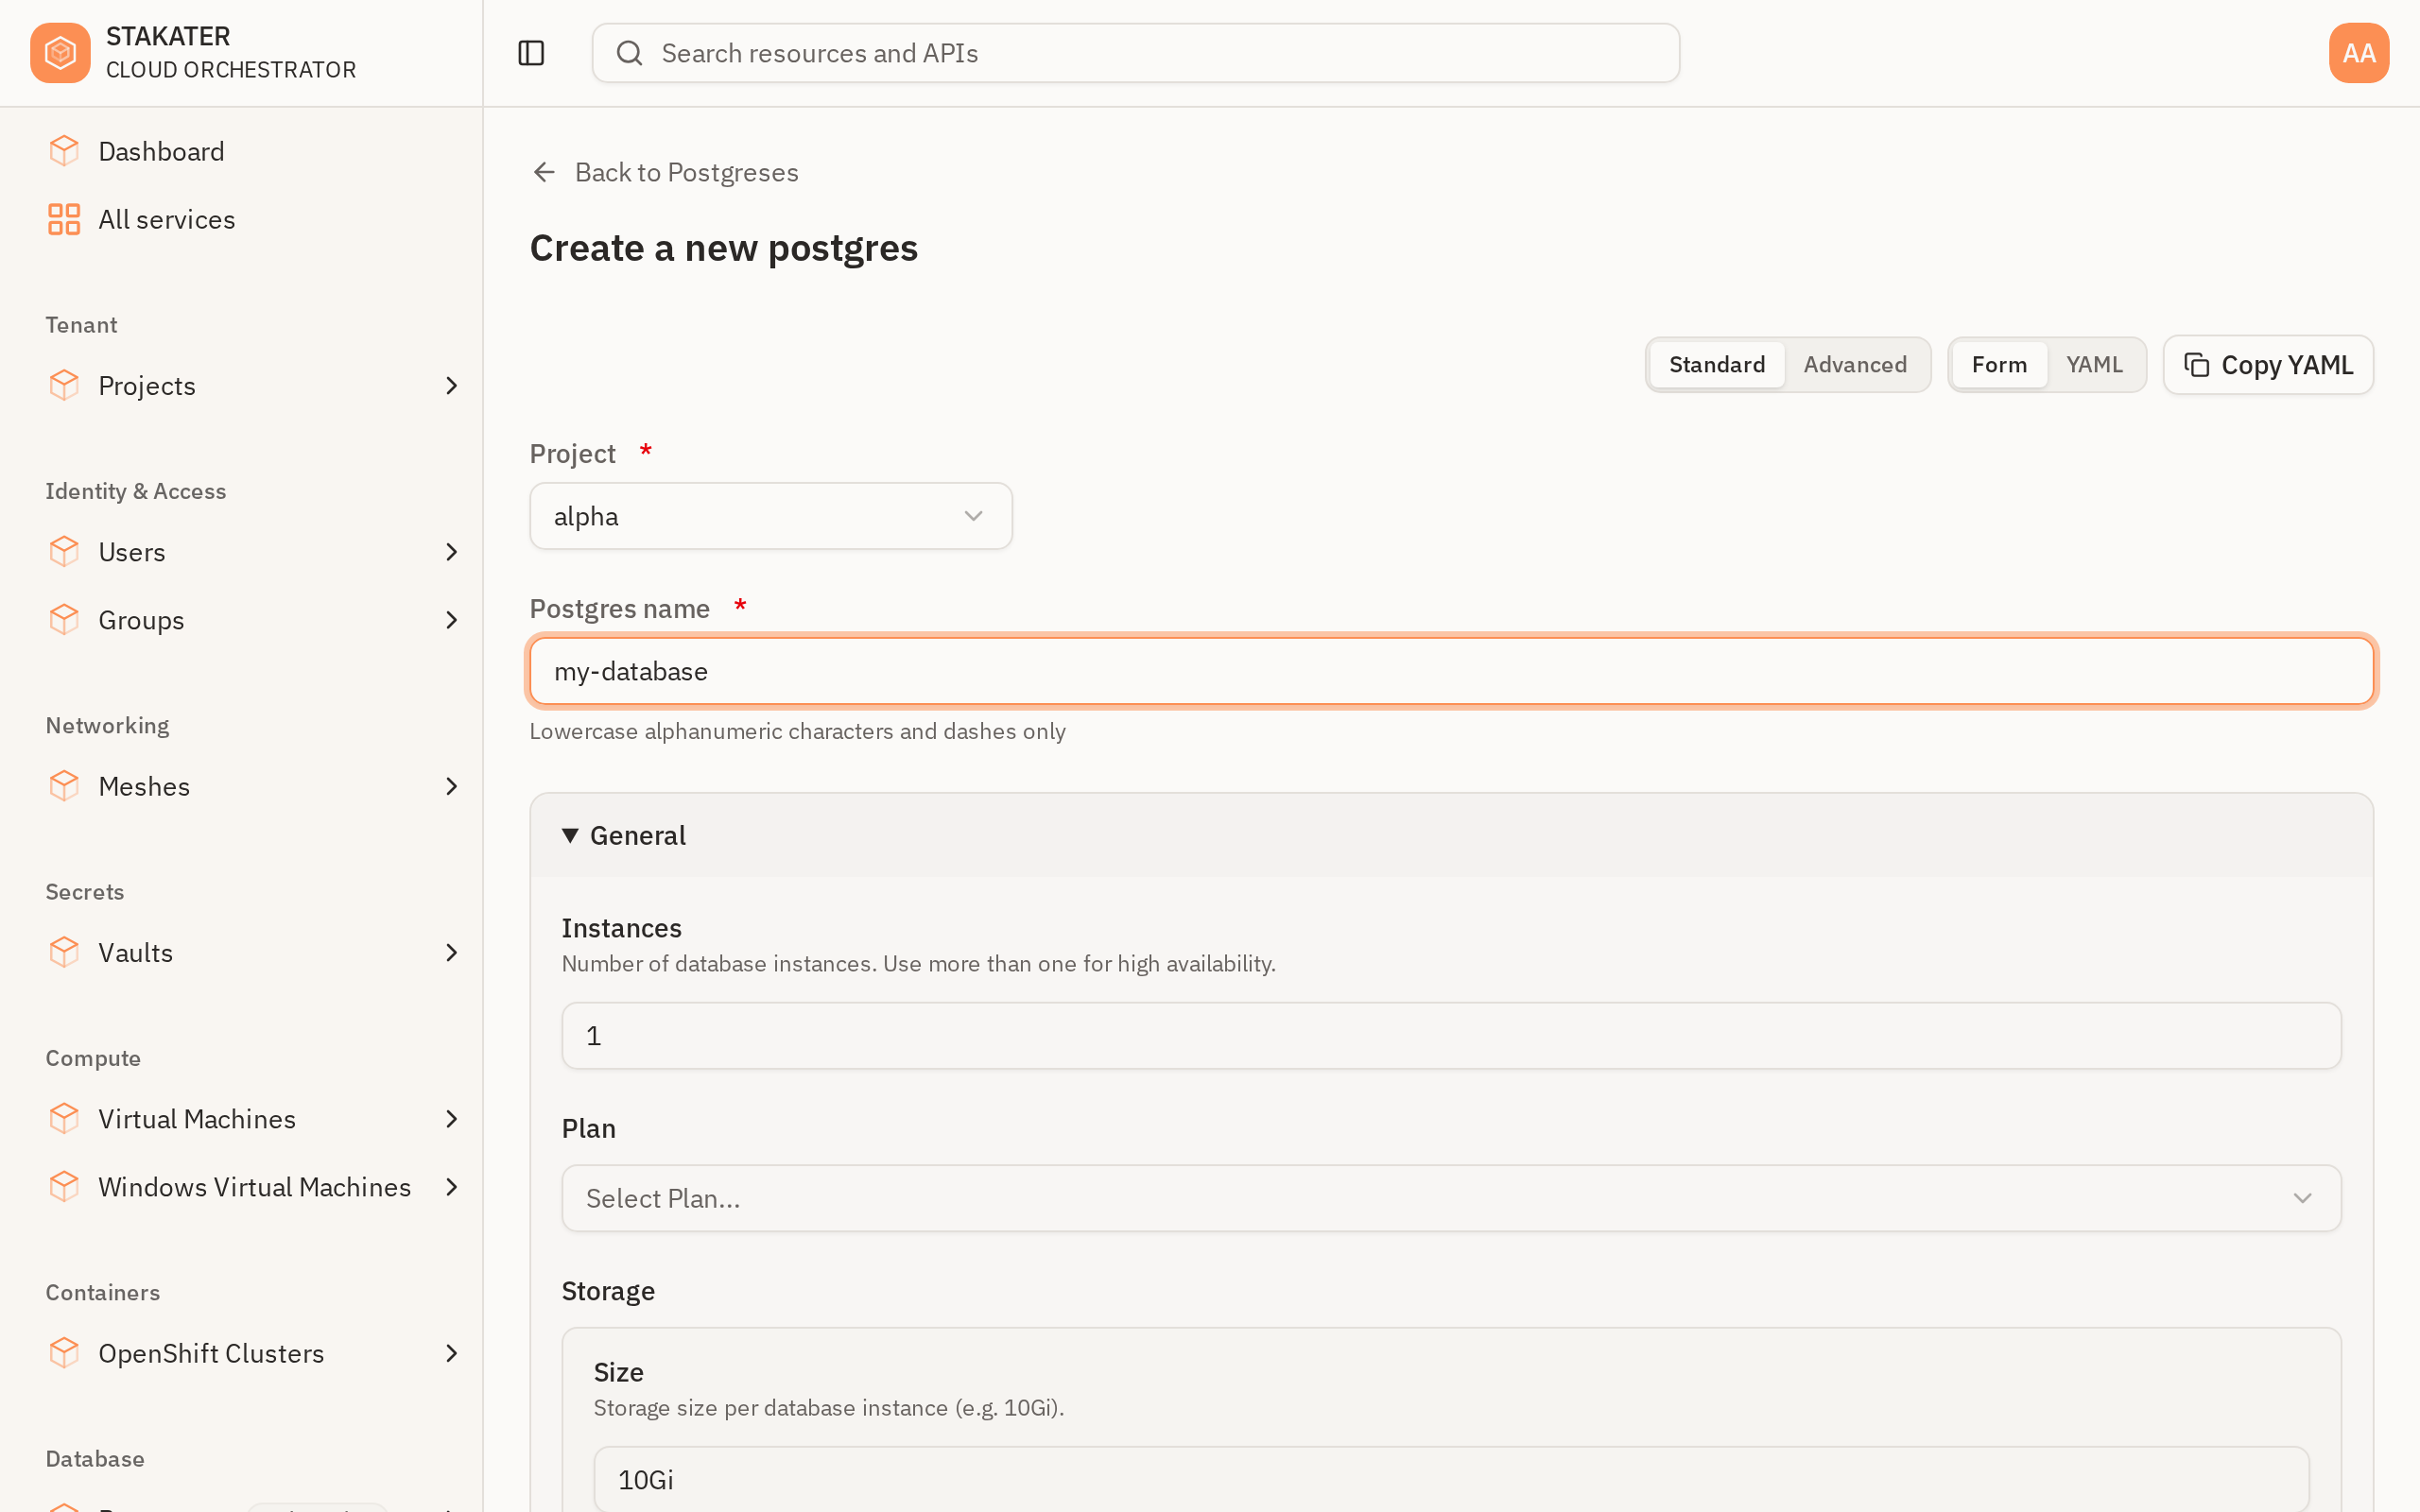 STAKATER
CLOUD ORCHESTRATOR
Search resources and APIs
AA
Dashboard
All services
Tenant
Projects
Identity & Access
Users
Groups
Networking
Meshes
Secrets
Vaults
Compute
Virtual Machines
Windows Virtual Machines
Containers
OpenShift Clusters
Database
Back to Postgreses
Create a new postgres
Standard Advanced Form YAML Copy YAML
Project *
alpha
Postgres name *
my-database
Lowercase alphanumeric characters and dashes only
General
Instances
Number of database instances. Use more than one for high availability.
1
Plan
Select Plan...
Storage
Size
Storage size per database instance (e.g. 10Gi).
10Gi